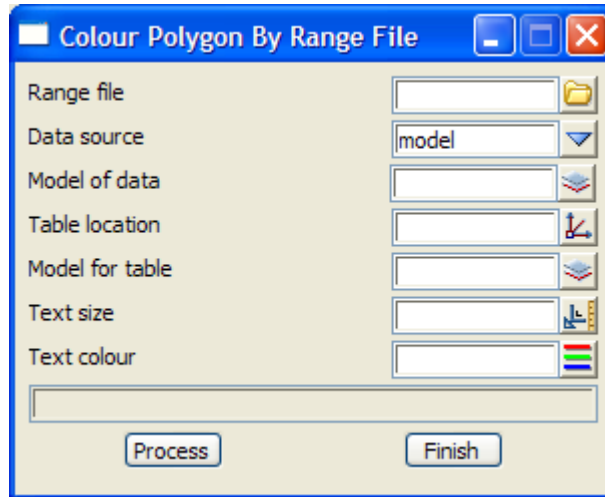 Colour Polygon By Range File
Range file
Data source model
Model of data
Table location
Model for table
Text size
Text colour
Process Finish